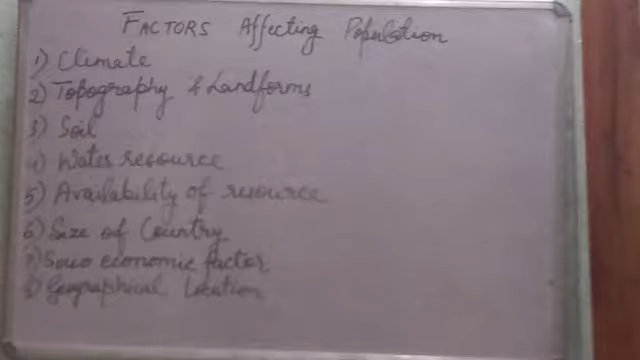 FACTORS Affecting Population
1) Climate
2) Topography & Landforms
3) Soil
4) Water resource
5) Availability of resource
6) Size of Country
7) Socio economic factor
8) Geographical Location